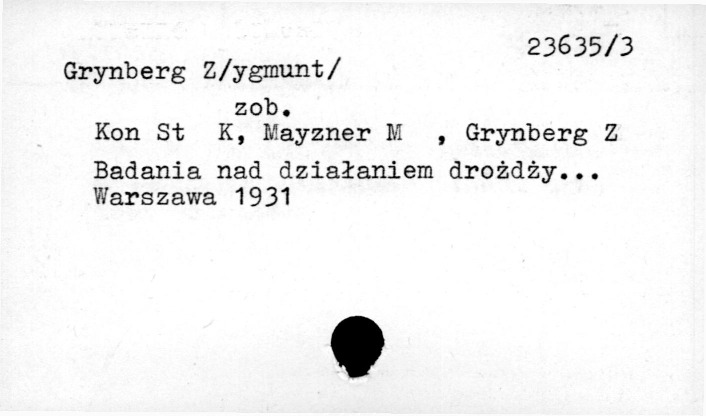 23635/3
Grynberg Z/ygmunt/
zob.
Kon St K, Mayzner M , Grynberg Z
Badania nad działaniem drożdży...
Warszawa 1931